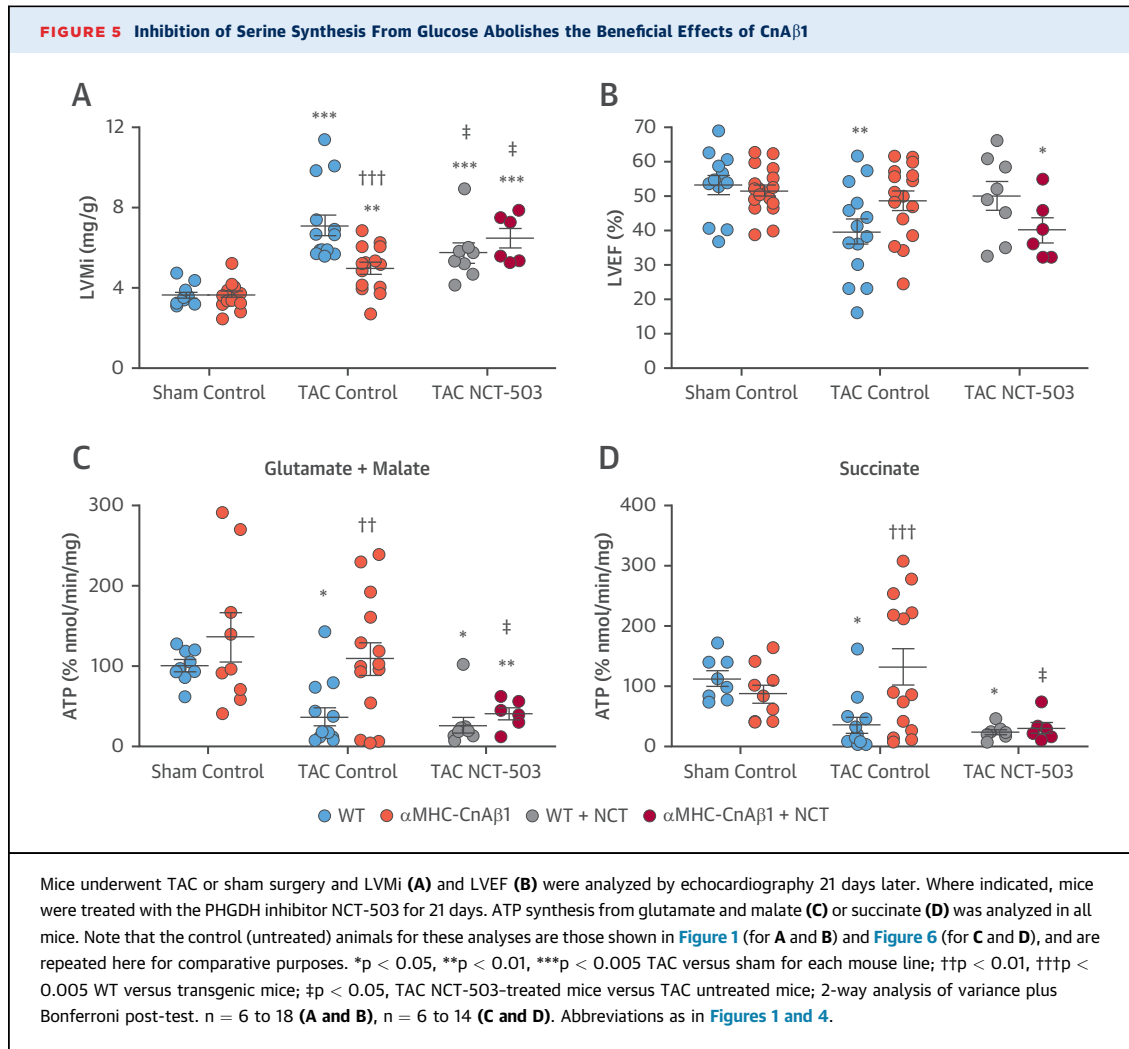 FIGURE 5 Inhibition of Serine Synthesis From Glucose Abolishes the Beneficial Effects of CnAβ1
A
LVMi (mg/g)
12
8
4
0
***
†††
**
‡
***
‡
***
Sham Control TAC Control TAC NCT-503
B
LVEF (%)
70
60
50
40
30
20
10
0
**
*
Sham Control TAC Control TAC NCT-503
C
Glutamate + Malate
ATP (% nmol/min/mg)
300
200
100
0
*
††
*
‡
**
Sham Control TAC Control TAC NCT-503
D
Succinate
ATP (% nmol/min/mg)
400
300
200
100
0
*
†††
*
‡
Sham Control TAC Control TAC NCT-503
WT αMHC-CnAβ1 WT + NCT αMHC-CnAβ1 + NCT
Mice underwent TAC or sham surgery and LVMi (A) and LVEF (B) were analyzed by echocardiography 21 days later. Where indicated, mice
were treated with the PHGDH inhibitor NCT-503 for 21 days. ATP synthesis from glutamate and malate (C) or succinate (D) was analyzed in all
mice. Note that the control (untreated) animals for these analyses are those shown in Figure 1 (for A and B) and Figure 6 (for C and D), and are
repeated here for comparative purposes. *p < 0.05, **p < 0.01, ***p < 0.005 TAC versus sham for each mouse line; ††p < 0.01, †††p <
0.005 WT versus transgenic mice; ‡p < 0.05, TAC NCT-503–treated mice versus TAC untreated mice; 2-way analysis of variance plus
Bonferroni post-test. n = 6 to 18 (A and B), n = 6 to 14 (C and D). Abbreviations as in Figures 1 and 4.